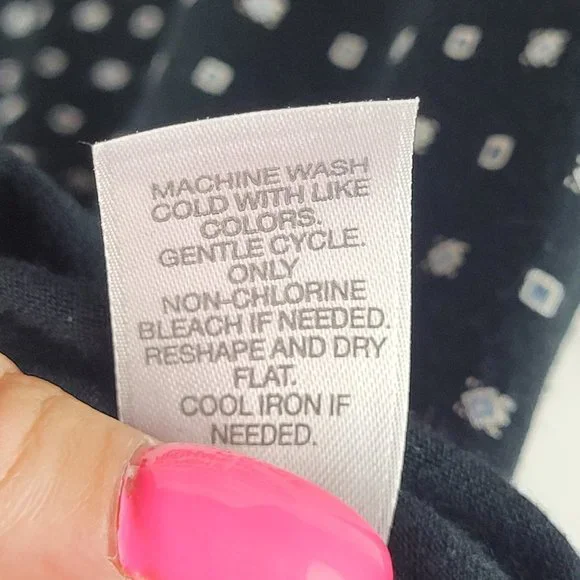 MACHINE WASH
COLD WITH LIKE
COLORS.
GENTLE CYCLE.
ONLY
NON-CHLORINE
BLEACH IF NEEDED.
RESHAPE AND DRY
FLAT.
COOL IRON IF
NEEDED.